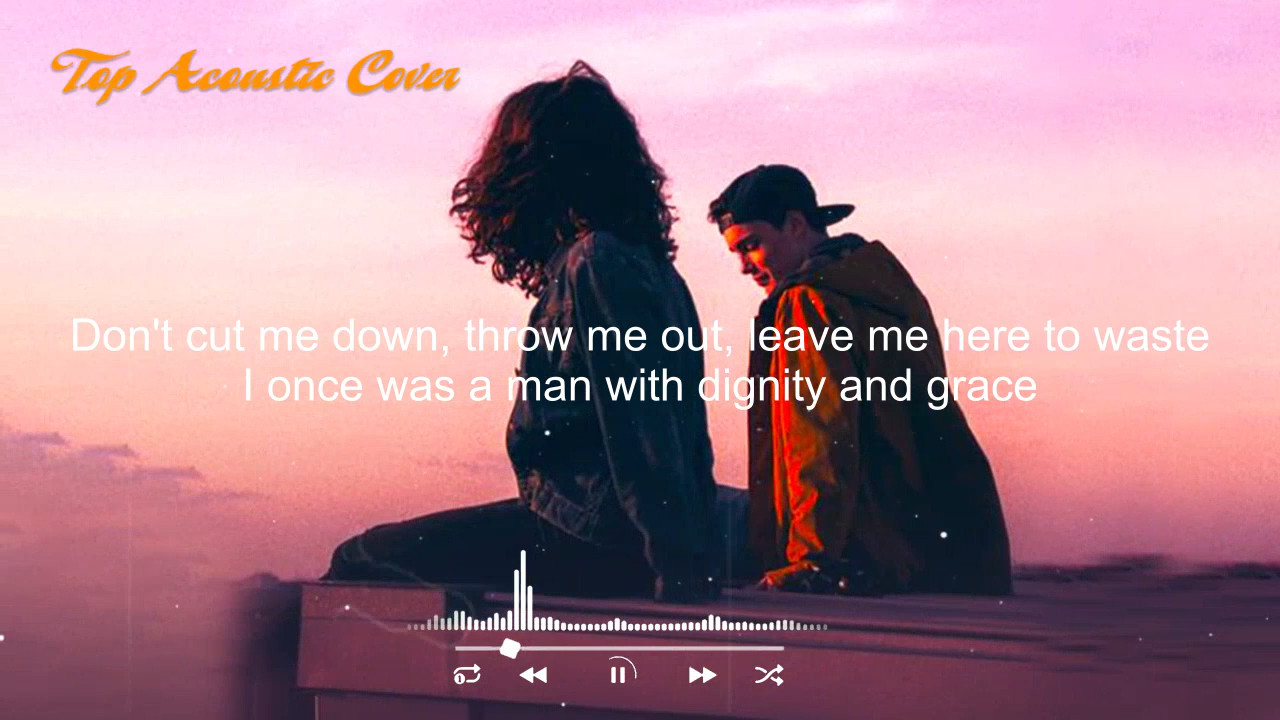 Top Acoustic Cover
Don't cut me down, throw me out, leave me here to waste
I once was a man with dignity and grace
1